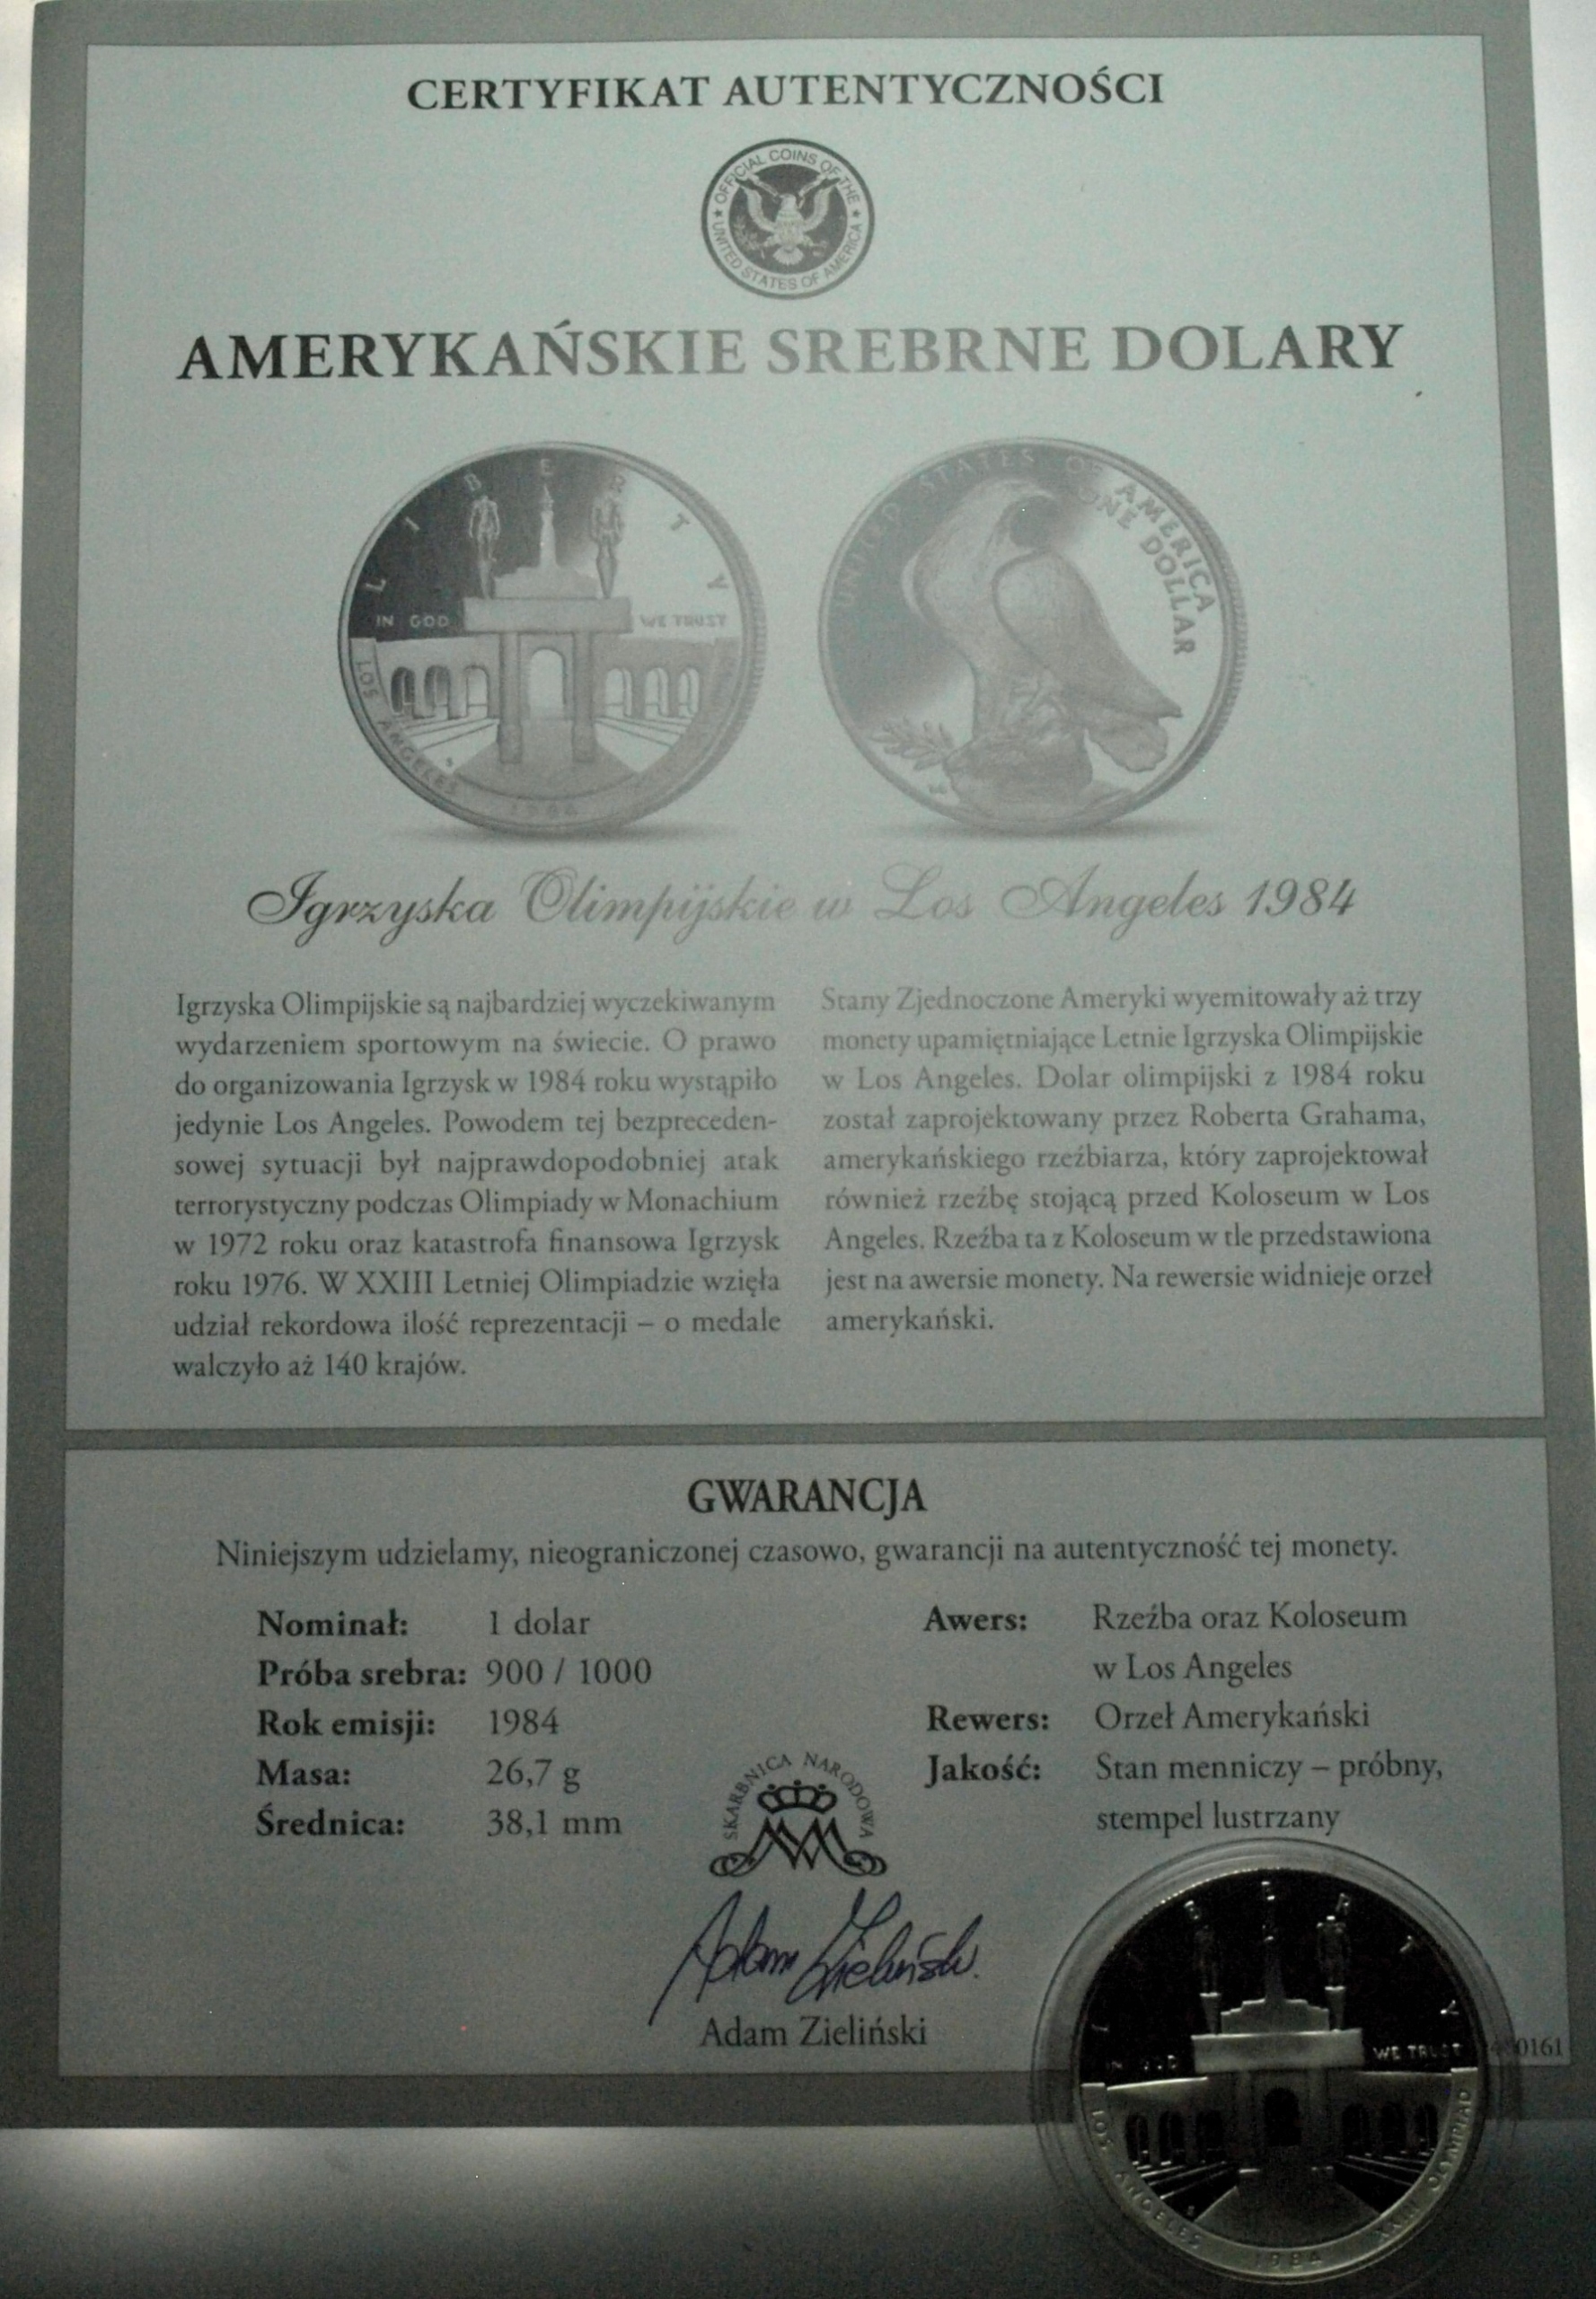 CERTYFIKAT AUTENTYCZNOŚCI
OFFICIAL COINS OF THE
UNITED STATES OF AMERICA
AMERYKAŃSKIE SREBRNE DOLARY
LIBERTY
IN GOD WE TRUST
LOS ANGELES
UNITED STATES OF AMERICA
ONE DOLLAR
Igrzyska Olimpijskie w Los Angeles 1984
Igrzyska Olimpijskie są najbardziej wyczekiwanym
wydarzeniem sportowym na świecie. O prawo
do organizowania Igrzysk w 1984 roku wystąpiło
jedynie Los Angeles. Powodem tej bezpreceden-
sowej sytuacji był najprawdopodobniej atak
terrorystyczny podczas Olimpiady w Monachium
w 1972 roku oraz katastrofa finansowa Igrzysk
roku 1976. W XXIII Letniej Olimpiadzie wzięła
udział rekordowa ilość reprezentacji – o medale
walczyło aż 140 krajów.
Stany Zjednoczone Ameryki wyemitowały aż trzy
monety upamiętniające Letnie Igrzyska Olimpijskie
w Los Angeles. Dolar olimpijski z 1984 roku
został zaprojektowany przez Roberta Grahama,
amerykańskiego rzeźbiarza, który zaprojektował
również rzeźbę stojącą przed Koloseum w Los
Angeles. Rzeźba ta z Koloseum w tle przedstawiona
jest na awersie monety. Na rewersie widnieje orzeł
amerykański.
GWARANCJA
Niniejszym udzielamy, nieograniczonej czasowo, gwarancji na autentyczność tej monety.
Nominał: 1 dolar
Próba srebra: 900 / 1000
Rok emisji: 1984
Masa: 26,7 g
Średnica: 38,1 mm
Awers: Rzeźba oraz Koloseum
w Los Angeles
Rewers: Orzeł Amerykański
Jakość: Stan menniczy – próbny,
stempel lustrzany
SKARBNICA NARODOWA
Adam Zieliński
Adam Zieliński
LIBERTY
IN GOD WE TRUST
LOS ANGELES 1984 XXIII OLYMPIAD
0161